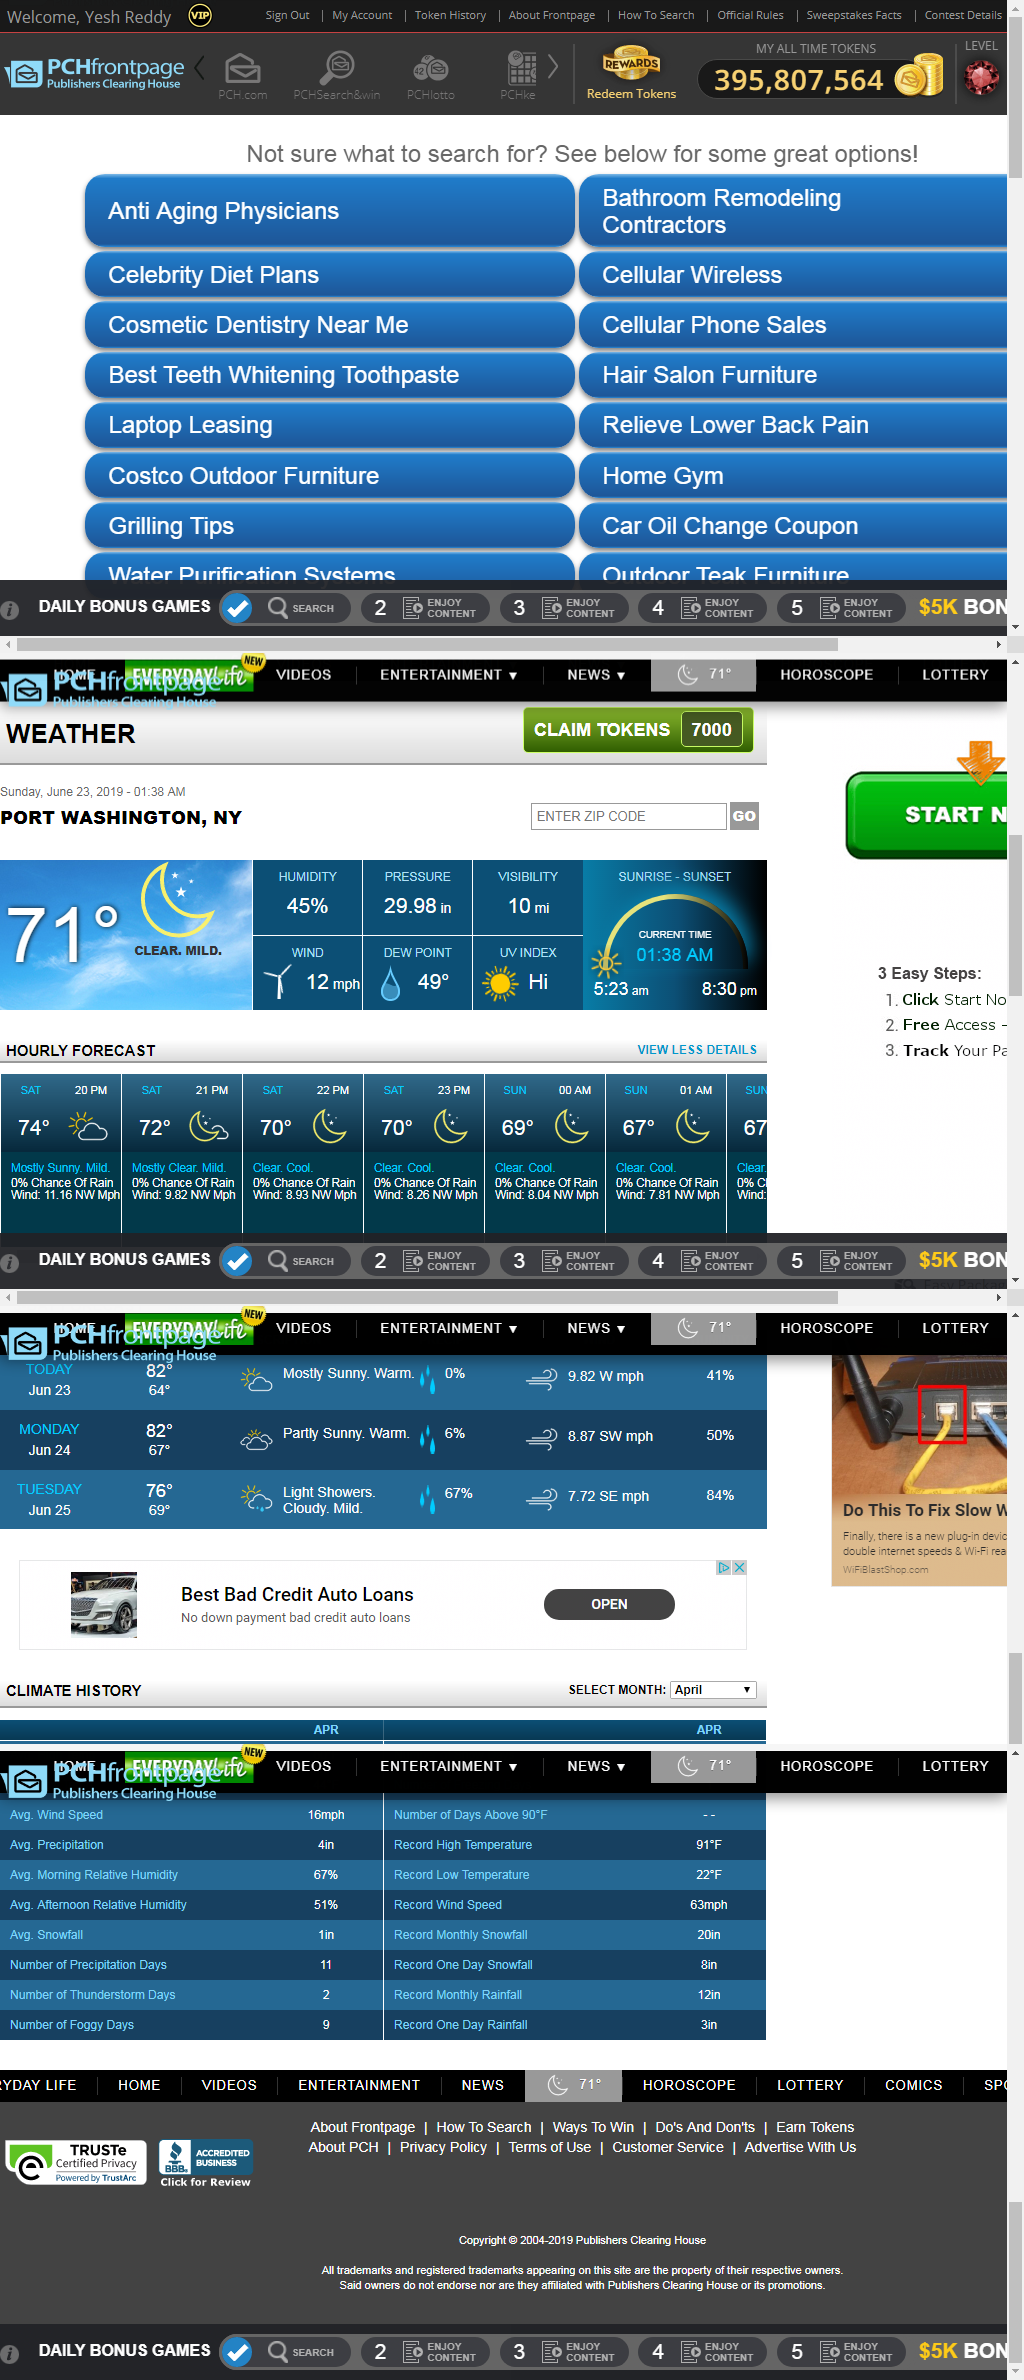 Welcome, Yesh Reddy VIP Sign Out | My Account | Token History | About Frontpage | How To Search | Official Rules | Sweepstakes Facts | Contest Details
PCHfrontpage
Publishers Clearing House
PCH.com PCHSearch&win PCHlotto PCHke
REWARDS
Redeem Tokens
MY ALL TIME TOKENS
395,807,564
LEVEL
Not sure what to search for? See below for some great options!
Anti Aging Physicians
Bathroom Remodeling
Contractors
Celebrity Diet Plans
Cellular Wireless
Cosmetic Dentistry Near Me
Cellular Phone Sales
Best Teeth Whitening Toothpaste
Hair Salon Furniture
Laptop Leasing
Relieve Lower Back Pain
Costco Outdoor Furniture
Home Gym
Grilling Tips
Car Oil Change Coupon
Water Purification Systems
Outdoor Teak Furniture
DAILY BONUS GAMES SEARCH 2 ENJOY CONTENT 3 ENJOY CONTENT 4 ENJOY CONTENT 5 ENJOY CONTENT $5K BON
HOME EVERYDAY life NEW VIDEOS ENTERTAINMENT ▼ NEWS ▼ 71° HOROSCOPE LOTTERY
PCHfrontpage
Publishers Clearing House
WEATHER
CLAIM TOKENS 7000
Sunday, June 23, 2019 - 01:38 AM
PORT WASHINGTON, NY
ENTER ZIP CODE GO
START N
71°
CLEAR. MILD.
HUMIDITY
45%
PRESSURE
29.98 in
VISIBILITY
10 mi
WIND
12 mph
DEW POINT
49°
UV INDEX
Hi
SUNRISE - SUNSET
CURRENT TIME
01:38 AM
5:23 am 8:30 pm
3 Easy Steps:
1. Click Start No
2. Free Access -
3. Track Your Pa
HOURLY FORECAST VIEW LESS DETAILS
SAT 20 PM SAT 21 PM SAT 22 PM SAT 23 PM SUN 00 AM SUN 01 AM SUN
74° 72° 70° 70° 69° 67° 67
Mostly Sunny. Mild. Mostly Clear. Mild. Clear. Cool. Clear. Cool. Clear. Cool. Clear. Cool. Clear.
0% Chance Of Rain 0% Chance Of Rain 0% Chance Of Rain 0% Chance Of Rain 0% Chance Of Rain 0% Chance Of Rain 0% C
Wind: 11.16 NW Mph Wind: 9.82 NW Mph Wind: 8.93 NW Mph Wind: 8.26 NW Mph Wind: 8.04 NW Mph Wind: 7.81 NW Mph Wind:
DAILY BONUS GAMES SEARCH 2 ENJOY CONTENT 3 ENJOY CONTENT 4 ENJOY CONTENT 5 ENJOY CONTENT $5K BON
HOME EVERYDAY life NEW VIDEOS ENTERTAINMENT ▼ NEWS ▼ 71° HOROSCOPE LOTTERY
PCHfrontpage
Publishers Clearing House
TODAY 82° Mostly Sunny. Warm. 0% 9.82 W mph 41%
Jun 23 64°
MONDAY 82° Partly Sunny. Warm. 6% 8.87 SW mph 50%
Jun 24 67°
TUESDAY 76° Light Showers. 67% 7.72 SE mph 84%
Jun 25 69° Cloudy. Mild.
Do This To Fix Slow W
Finally, there is a new plug-in devic
double internet speeds & Wi-Fi rea
WiFiBlastShop.com
Best Bad Credit Auto Loans
No down payment bad credit auto loans
OPEN
CLIMATE HISTORY SELECT MONTH: April ▼
APR APR
HOME EVERYDAY life NEW VIDEOS ENTERTAINMENT ▼ NEWS ▼ 71° HOROSCOPE LOTTERY
PCHfrontpage
Publishers Clearing House
Avg. Wind Speed 16mph Number of Days Above 90°F - -
Avg. Precipitation 4in Record High Temperature 91°F
Avg. Morning Relative Humidity 67% Record Low Temperature 22°F
Avg. Afternoon Relative Humidity 51% Record Wind Speed 63mph
Avg. Snowfall 1in Record Monthly Snowfall 20in
Number of Precipitation Days 11 Record One Day Snowfall 8in
Number of Thunderstorm Days 2 Record Monthly Rainfall 12in
Number of Foggy Days 9 Record One Day Rainfall 3in
RYDAY LIFE HOME VIDEOS ENTERTAINMENT NEWS 71° HOROSCOPE LOTTERY COMICS SPO
About Frontpage | How To Search | Ways To Win | Do's And Don'ts | Earn Tokens
About PCH | Privacy Policy | Terms of Use | Customer Service | Advertise With Us
TRUSTe
Certified Privacy
Powered by TrustArc
BBB
ACCREDITED
BUSINESS
Click for Review
Copyright © 2004-2019 Publishers Clearing House
All trademarks and registered trademarks appearing on this site are the property of their respective owners.
Said owners do not endorse nor are they affiliated with Publishers Clearing House or its promotions.
DAILY BONUS GAMES SEARCH 2 ENJOY CONTENT 3 ENJOY CONTENT 4 ENJOY CONTENT 5 ENJOY CONTENT $5K BON